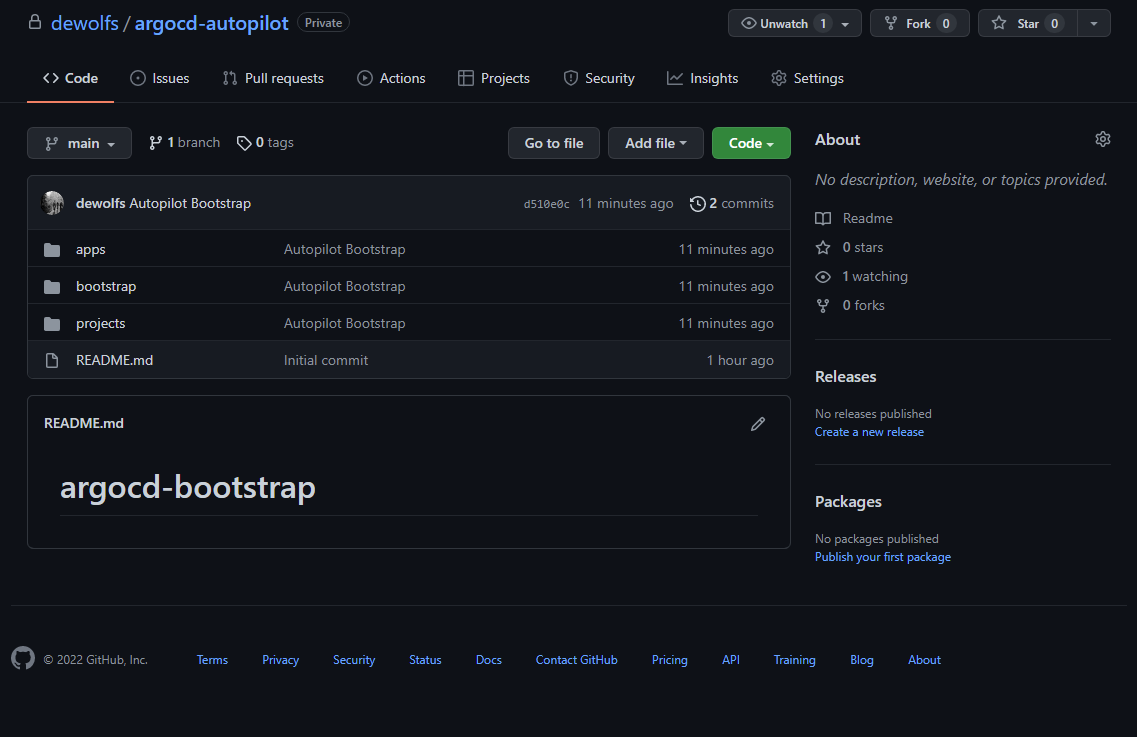 dewolfs / argocd-autopilot Private
Unwatch 1 Fork 0 Star 0
Code Issues Pull requests Actions Projects Security Insights Settings
main 1 branch 0 tags Go to file Add file Code
dewolfs Autopilot Bootstrap d510e0c 11 minutes ago 2 commits
apps Autopilot Bootstrap 11 minutes ago
bootstrap Autopilot Bootstrap 11 minutes ago
projects Autopilot Bootstrap 11 minutes ago
README.md Initial commit 1 hour ago
README.md
argocd-bootstrap
About
No description, website, or topics provided.
Readme
0 stars
1 watching
0 forks
Releases
No releases published
Create a new release
Packages
No packages published
Publish your first package
© 2022 GitHub, Inc. Terms Privacy Security Status Docs Contact GitHub Pricing API Training Blog About